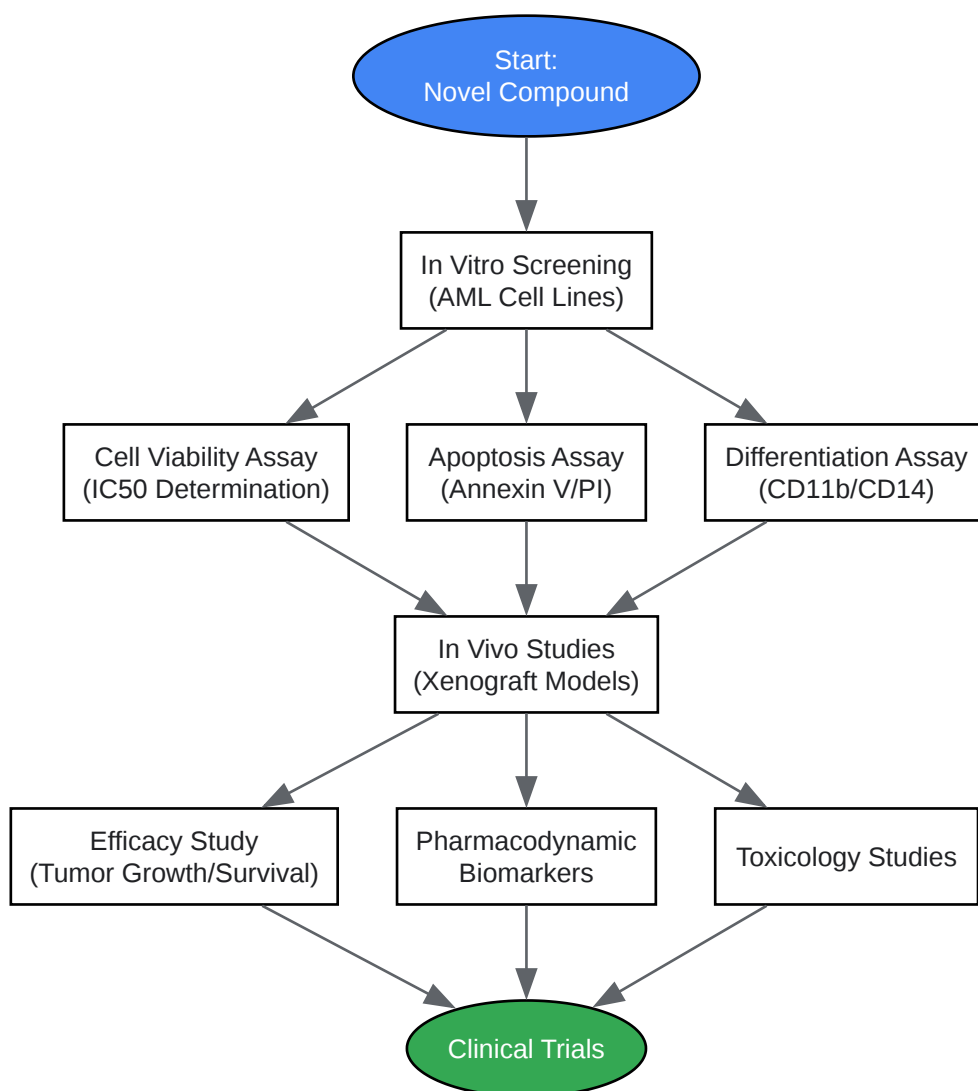 Start:
Novel Compound
In Vitro Screening
(AML Cell Lines)
Cell Viability Assay
(IC50 Determination)
Apoptosis Assay
(Annexin V/PI)
Differentiation Assay
(CD11b/CD14)
In Vivo Studies
(Xenograft Models)
Efficacy Study
(Tumor Growth/Survival)
Pharmacodynamic
Biomarkers
Toxicology Studies
Clinical Trials